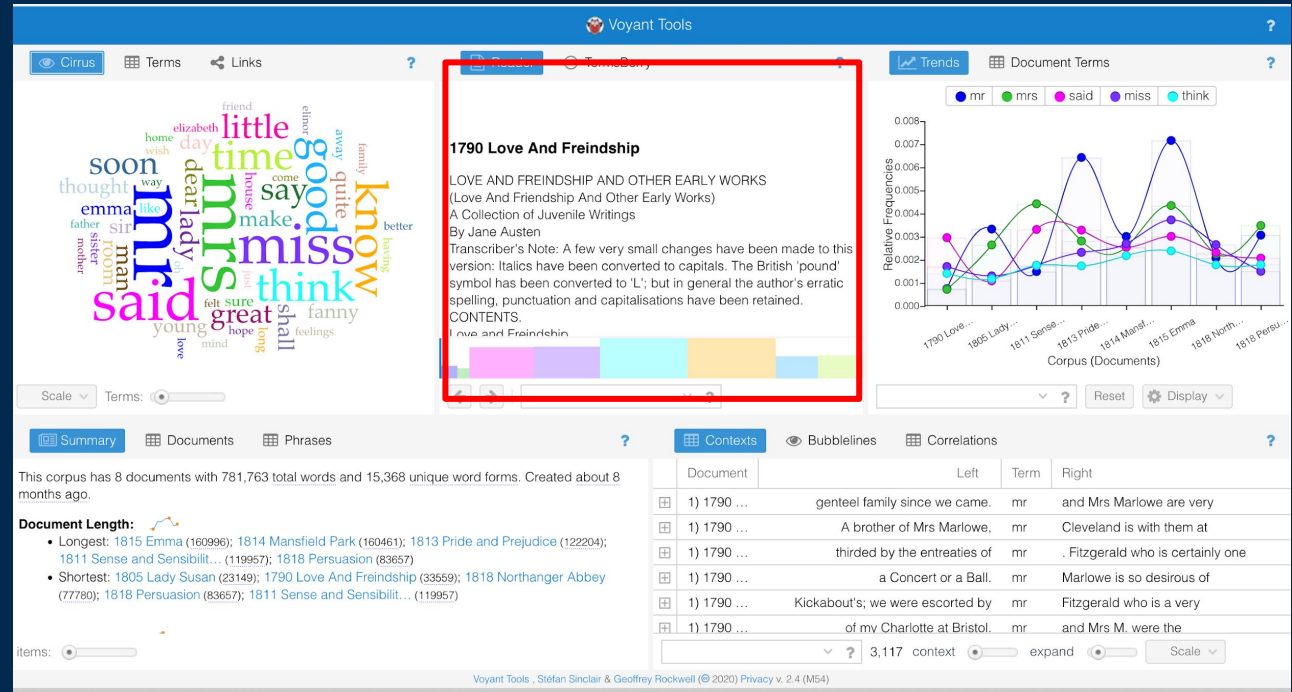 Voyant Tools ?
Cirrus Terms Links ?
Reader TermsBerry ?
Trends Document Terms ?
friend
elinor
elizabeth little
home day
wish
away
family
time
good
soon
dear
house
come
say
quite
know
thought way
mr
mrs
emma like
lady
make
better
father sir
miss
mother
sister
room
man
oh
just
having
said
felt sure
think
great
shall
fanny
young
hope
long
feelings
love
mind
Scale Terms:
1790 Love And Freindship
LOVE AND FREINDSHIP AND OTHER EARLY WORKS
(Love And Friendship And Other Early Works)
A Collection of Juvenile Writings
By Jane Austen
Transcriber's Note: A few very small changes have been made to this
version: Italics have been converted to capitals. The British 'pound'
symbol has been converted to 'L'; but in general the author's erratic
spelling, punctuation and capitalisations have been retained.
CONTENTS.
Love and Freindship
?
mr mrs said miss think
0.008
0.007
0.006
0.005
0.004
0.003
0.002
0.001
0.000
Relative Frequencies
1790 Love… 1805 Lady… 1811 Sense… 1813 Pride… 1814 Mansf… 1815 Emma 1818 North… 1818 Persu…
Corpus (Documents)
? Reset Display
Summary Documents Phrases ?
This corpus has 8 documents with 781,763 total words and 15,368 unique word forms. Created about 8
months ago.
Document Length:
• Longest: 1815 Emma (160996); 1814 Mansfield Park (160461); 1813 Pride and Prejudice (122204);
1811 Sense and Sensibilit… (119957); 1818 Persuasion (83657)
• Shortest: 1805 Lady Susan (23149); 1790 Love And Freindship (33559); 1818 Northanger Abbey
(77780); 1818 Persuasion (83657); 1811 Sense and Sensibilit… (119957)
items:
Contexts Bubblelines Correlations ?
Document Left Term Right
1) 1790 ... genteel family since we came. mr and Mrs Marlowe are very
1) 1790 ... A brother of Mrs Marlowe, mr Cleveland is with them at
1) 1790 ... thirded by the entreaties of mr . Fitzgerald who is certainly one
1) 1790 ... a Concert or a Ball. mr Marlowe is so desirous of
1) 1790 ... Kickabout's; we were escorted by mr Fitzgerald who is a very
1) 1790 ... of my Charlotte at Bristol. mr and Mrs M. were the
? 3,117 context expand Scale
Voyant Tools , Stéfan Sinclair & Geoffrey Rockwell (© 2020) Privacy v. 2.4 (M54)